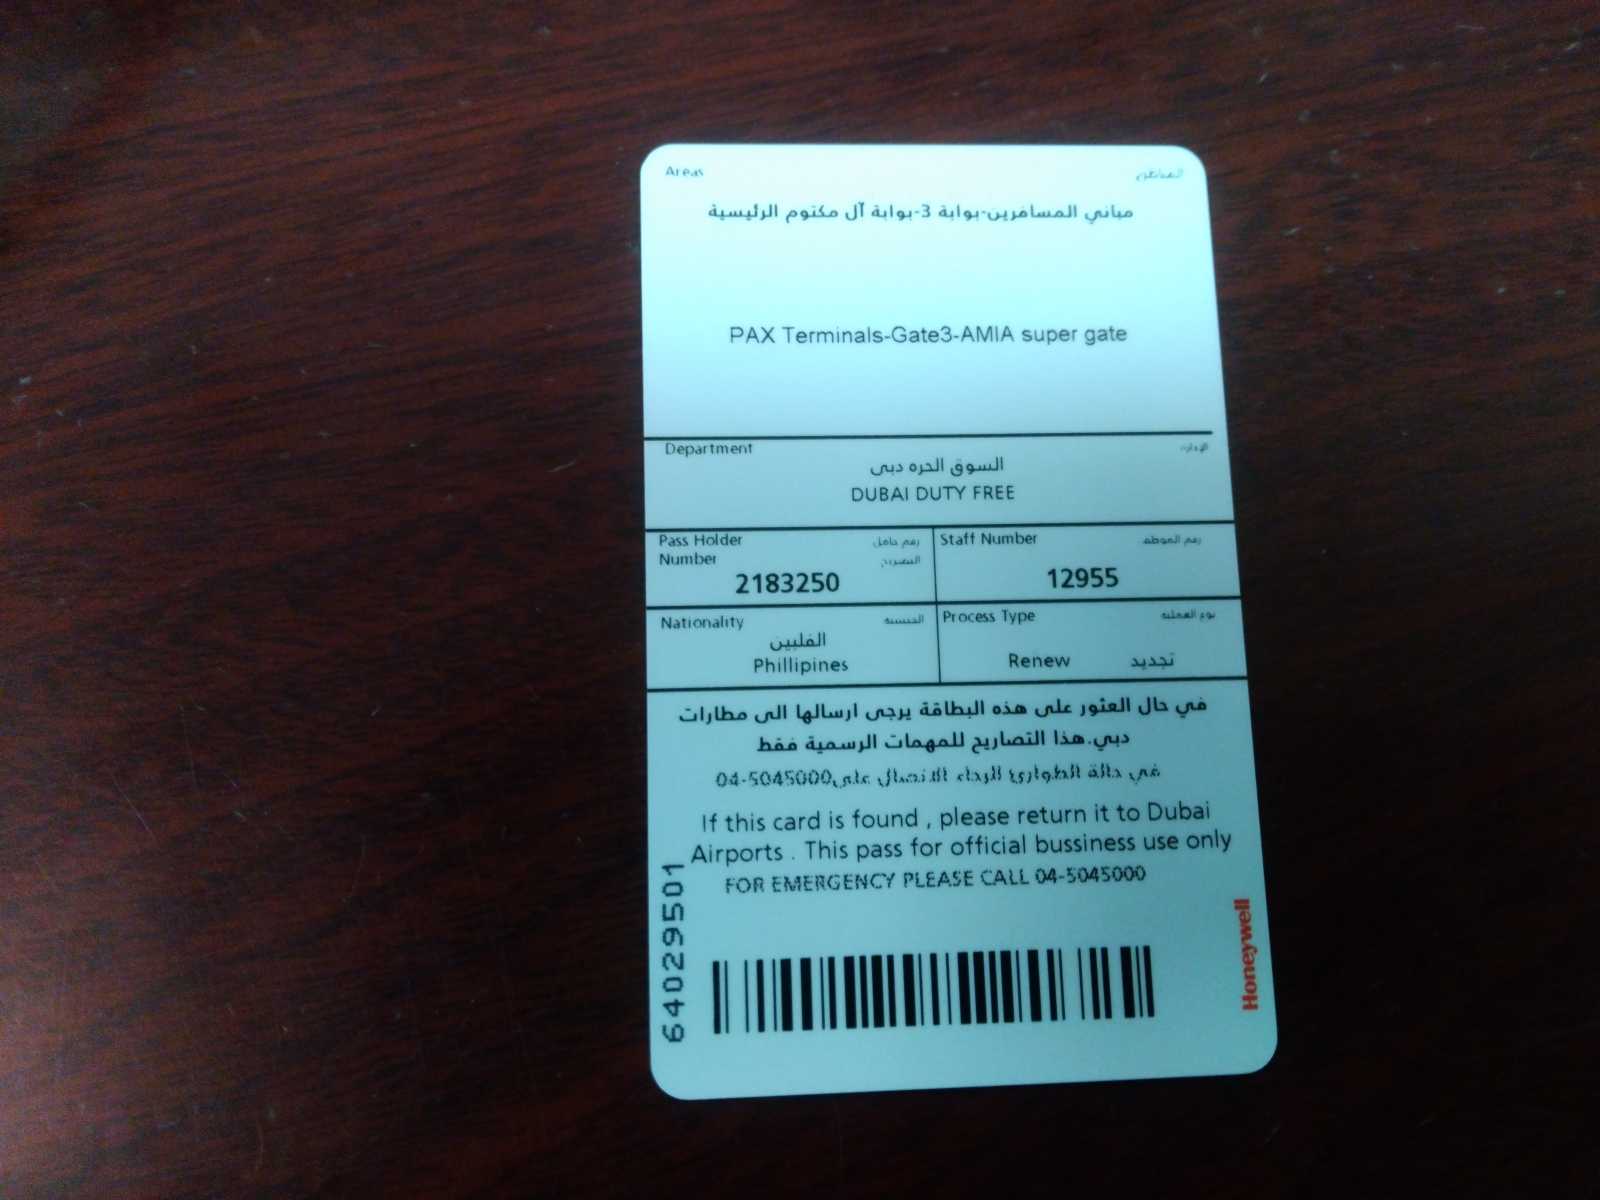 Areas المناطق
مباني المسافرين-بوابة 3-بوابة آل مكتوم الرئيسية
PAX Terminals-Gate3-AMIA super gate
Department الإدارة
السوق الحره دبى
DUBAI DUTY FREE
Pass Holder رقم حامل
Number التصريح
2183250
Staff Number رقم الموظف
12955
Nationality الجنسية
الفلبين
Phillipines
Process Type نوع العملية
Renew تجديد
في حال العثور على هذه البطاقة يرجى ارسالها الى مطارات
دبي.هذا التصاريح للمهمات الرسمية فقط
في حالة الطوارئ الرجاء الاتصال على04-5045000
If this card is found , please return it to Dubai
Airports . This pass for official bussiness use only
FOR EMERGENCY PLEASE CALL 04-5045000
64029501
Honeywell